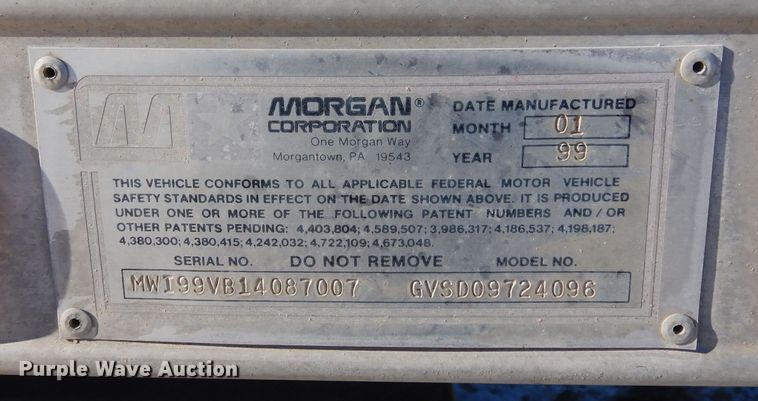 M
MORGAN®
CORPORATION
One Morgan Way
Morgantown, PA 19543
DATE MANUFACTURED
MONTH 01
YEAR 99
THIS VEHICLE CONFORMS TO ALL APPLICABLE FEDERAL MOTOR VEHICLE
SAFETY STANDARDS IN EFFECT ON THE DATE SHOWN ABOVE. IT IS PRODUCED
UNDER ONE OR MORE OF THE FOLLOWING PATENT NUMBERS AND/OR
OTHER PATENTS PENDING: 4,403,804; 4,589,507; 3,986,317; 4,186,537; 4,198,187;
4,380,300; 4,380,415; 4,242,032; 4,722,109; 4,673,048.
SERIAL NO. DO NOT REMOVE MODEL NO.
MWI99VB14087007 GVSD09724096
Purple Wave Auction